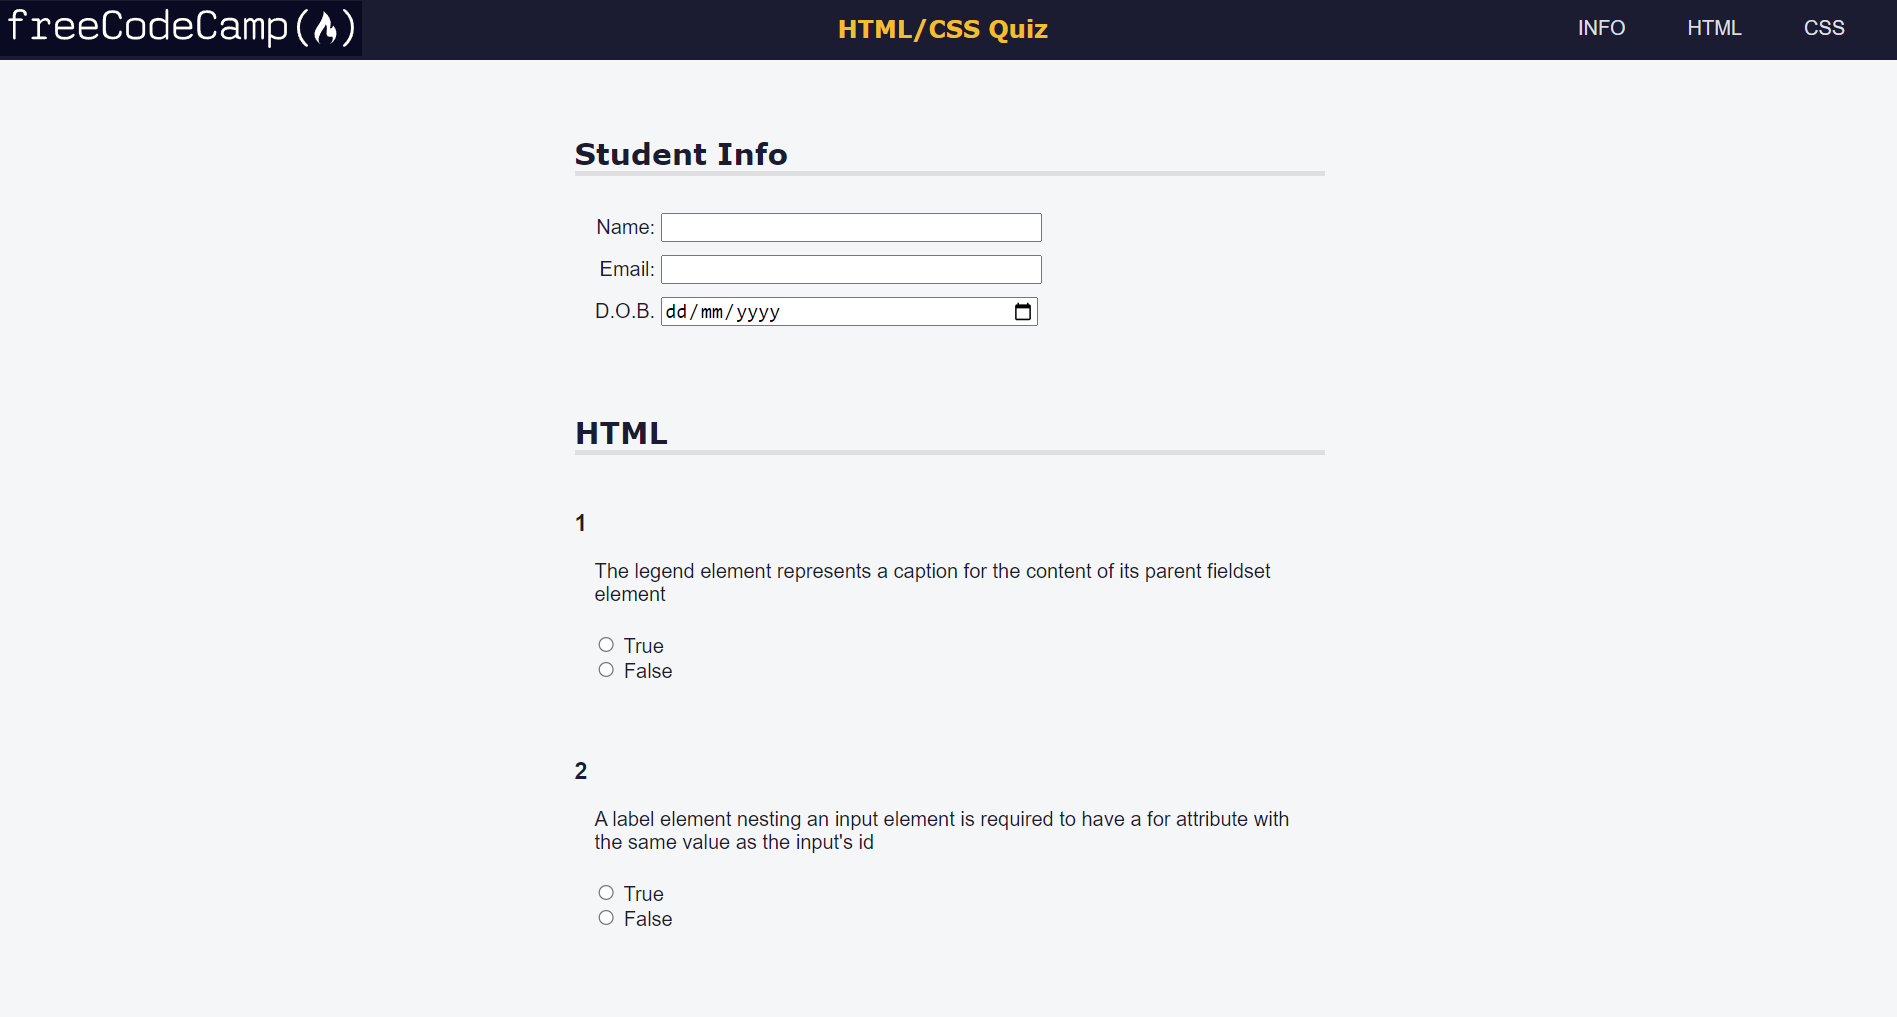 freeCodeCamp(🔥)
HTML/CSS Quiz
INFO
HTML
CSS
Student Info
Name:
Email:
D.O.B. dd/mm/yyyy
HTML
1
The legend element represents a caption for the content of its parent fieldset
element
True
False
2
A label element nesting an input element is required to have a for attribute with
the same value as the input's id
True
False